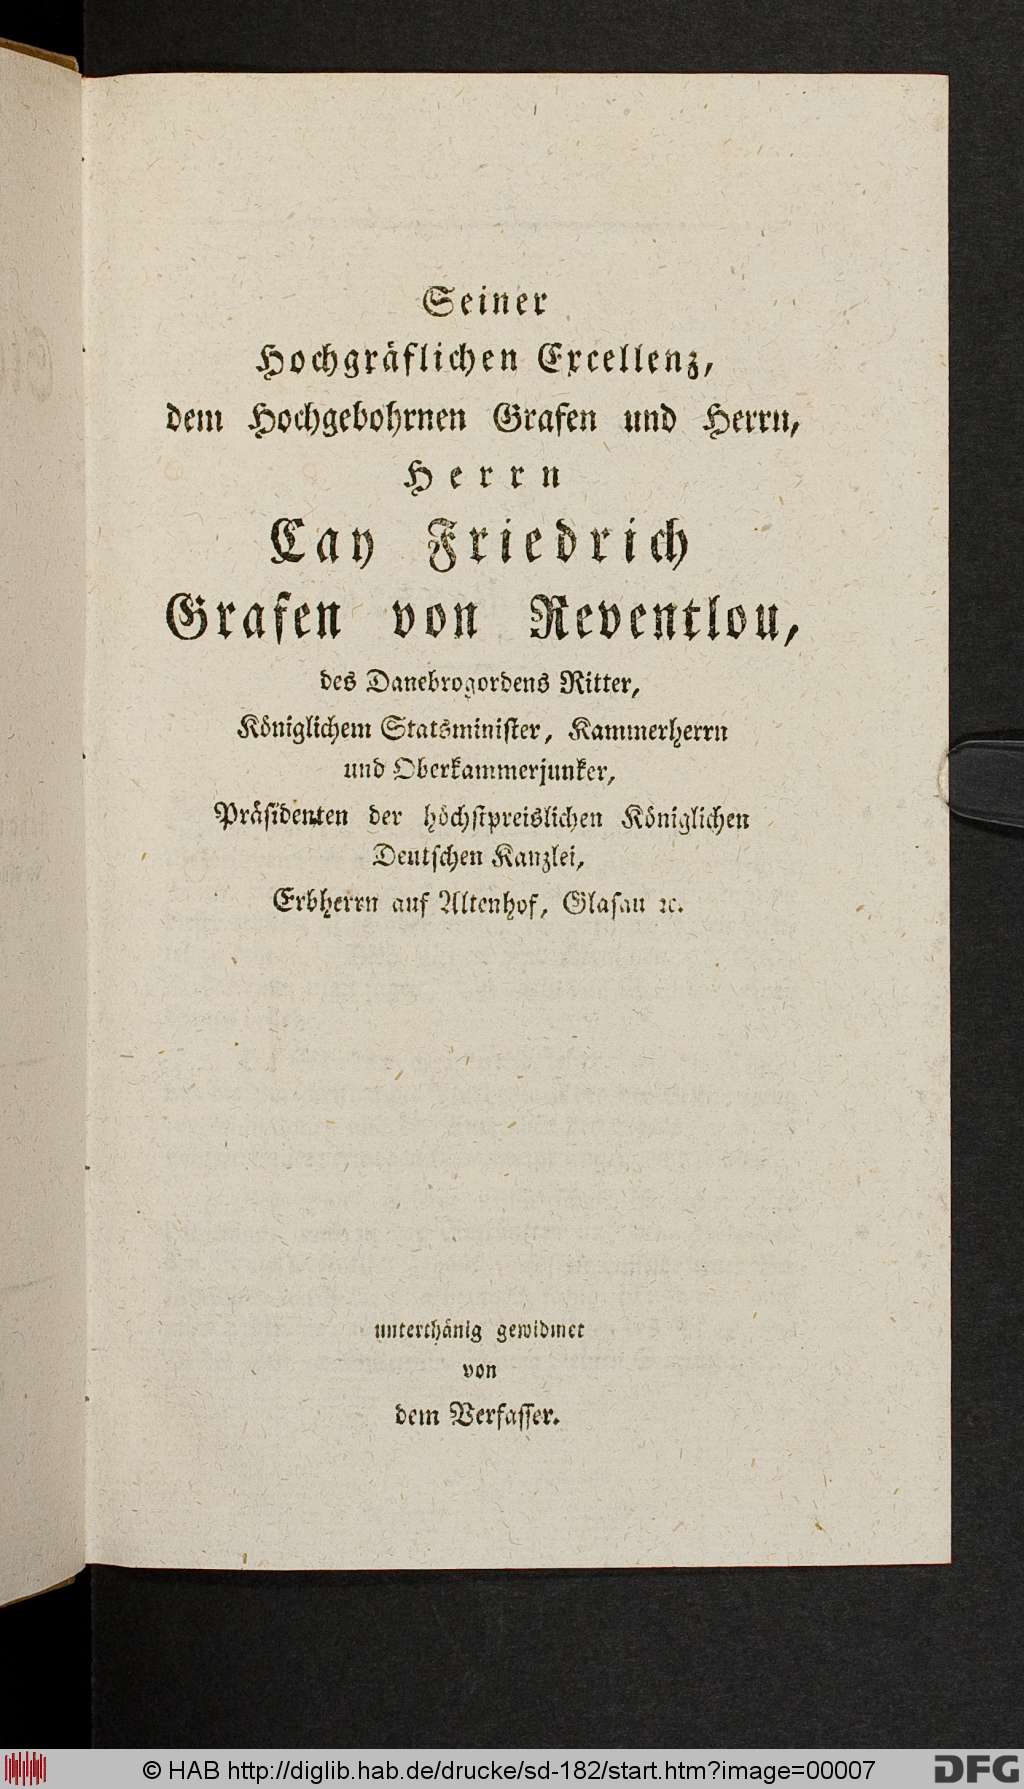 Seiner
Hochgräflichen Excellenz,
dem Hochgebohrnen Grafen und Herrn,
Herrn
Cay Friedrich
Grafen von Reventlou,
des Danebrogordens Ritter,
Königlichem Statsminister, Kammerherrn
und Oberkammerjunker,
Präsidenten der höchstpreislichen Königlichen
Deutschen Kanzlei,
Erbherrn auf Altenhof, Glasau ꝛc.
unterthänig gewidmet
von
dem Verfasser.
© HAB http://diglib.hab.de/drucke/sd-182/start.htm?image=00007
DFG